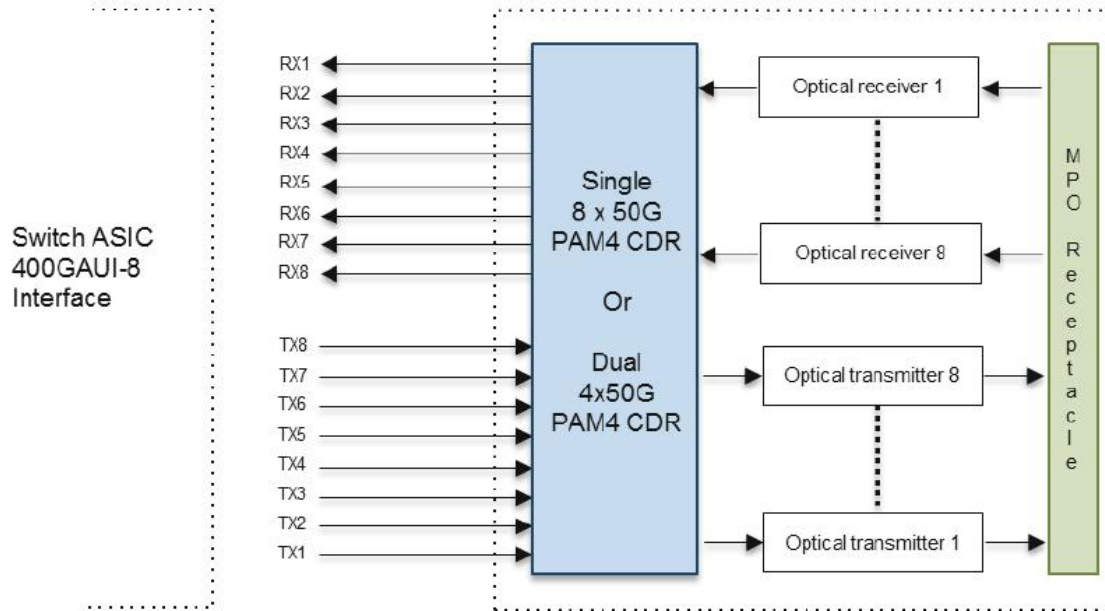 Switch ASIC
400GAUI-8
Interface
RX1
RX2
RX3
RX4
RX5
RX6
RX7
RX8
TX8
TX7
TX6
TX5
TX4
TX3
TX2
TX1
Single
8 x 50G
PAM4 CDR
Or
Dual
4x50G
PAM4 CDR
Optical receiver 1
Optical receiver 8
Optical transmitter 8
Optical transmitter 1
MPO Receptacle